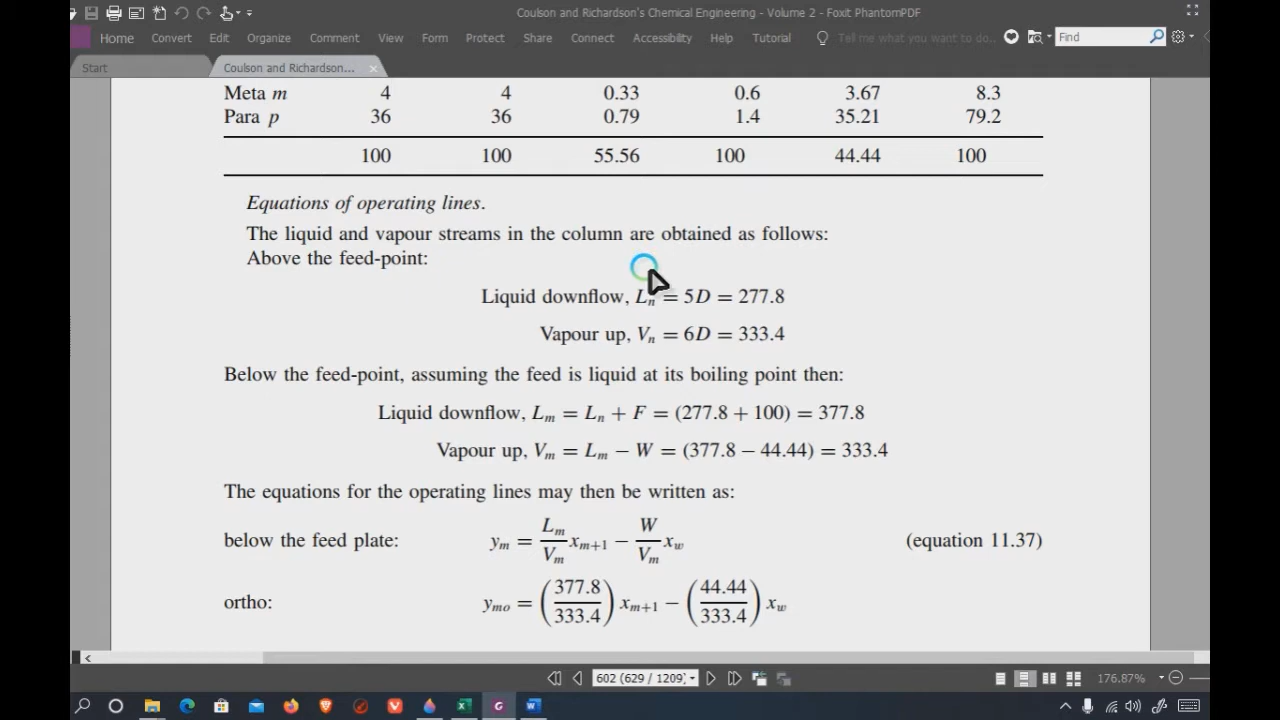 Coulson and Richardson's Chemical Engineering - Volume 2 - Foxit PhantomPDF
Home Convert Edit Organize Comment View Form Protect Share Connect Accessibility Help Tutorial Tell me what you want to do.. Find
Start Coulson and Richardson...
Meta m 4 4 0.33 0.6 3.67 8.3
Para p 36 36 0.79 1.4 35.21 79.2
100 100 55.56 100 44.44 100
Equations of operating lines.
The liquid and vapour streams in the column are obtained as follows:
Above the feed-point:
Liquid downflow, Lₙ = 5D = 277.8
Vapour up, Vₙ = 6D = 333.4
Below the feed-point, assuming the feed is liquid at its boiling point then:
Liquid downflow, Lₘ = Lₙ + F = (277.8 + 100) = 377.8
Vapour up, Vₘ = Lₘ − W = (377.8 − 44.44) = 333.4
The equations for the operating lines may then be written as:
below the feed plate: yₘ = Lₘ/Vₘ xₘ₊₁ − W/Vₘ x_w (equation 11.37)
ortho: y_mo = (377.8/333.4) xₘ₊₁ − (44.44/333.4) x_w
602 (629 / 1209) 176.87%